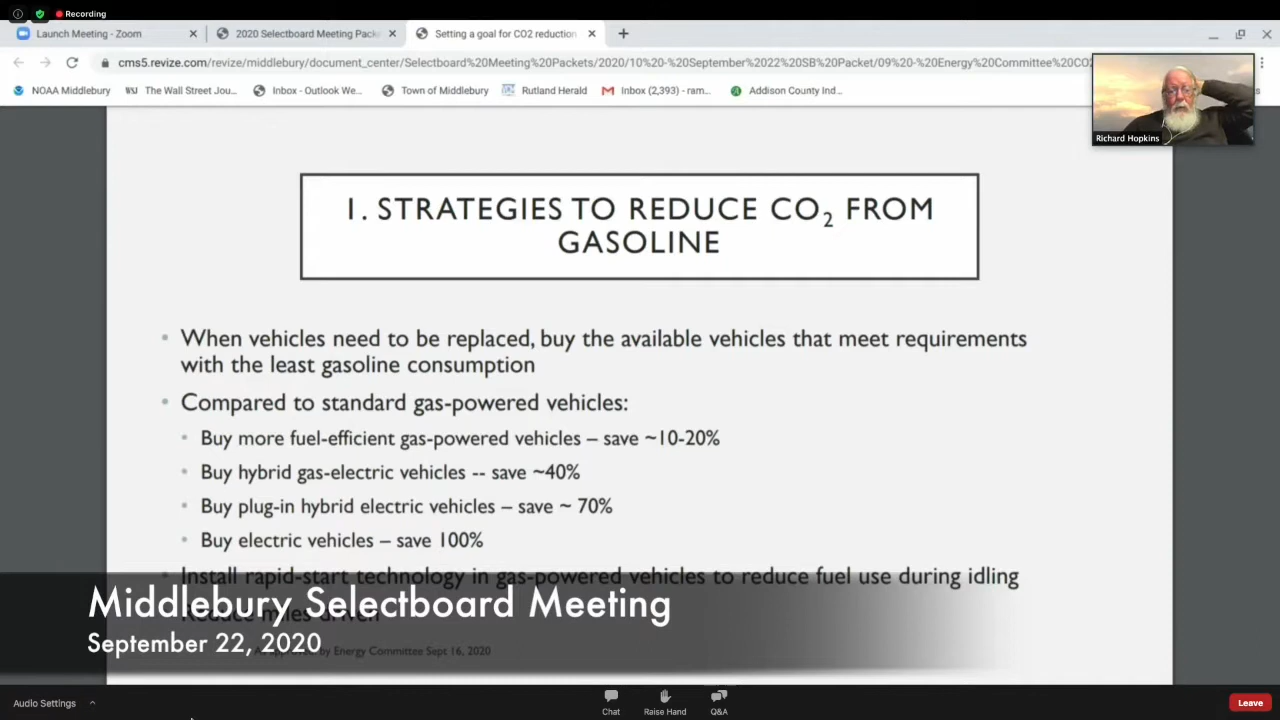 Recording
Launch Meeting - Zoom
2020 Selectboard Meeting Pack
Setting a goal for CO2 reduction
cms5.revize.com/revize/middlebury/document_center/Selectboard%20Meeting%20Packets/2020/10%20-%20September%2022%20SB%20Packet/09%20-%20Energy%20Committee%20CO
NOAA Middlebury
WSJ The Wall Street Jou...
Inbox - Outlook We...
Town of Middlebury
Rutland Herald
Inbox (2,393) - ram...
Addison County Ind...
Richard Hopkins
1. STRATEGIES TO REDUCE CO2 FROM
GASOLINE
• When vehicles need to be replaced, buy the available vehicles that meet requirements
with the least gasoline consumption
• Compared to standard gas-powered vehicles:
• Buy more fuel-efficient gas-powered vehicles – save ~10-20%
• Buy hybrid gas-electric vehicles -- save ~40%
• Buy plug-in hybrid electric vehicles – save ~ 70%
• Buy electric vehicles – save 100%
• Install rapid-start technology in gas-powered vehicles to reduce fuel use during idling
Reduce miles driven
Middlebury Selectboard Meeting
September 22, 2020
by Energy Committee Sept 16, 2020
Audio Settings
Chat
Raise Hand
Q&A
Leave